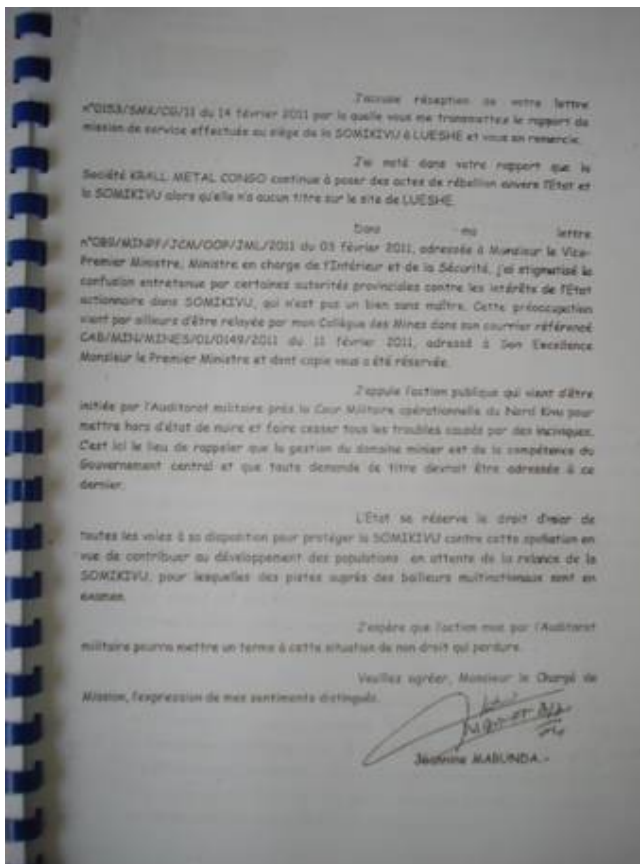 J'accuse réception de votre lettre
n°0153/SMK/CG/11 du 14 février 2011 par la quelle vous me transmettez le rapport de
mission de service effectuée au siège de la SOMIKIVU à LUESHE et vous en remercie.
J'ai noté dans votre rapport que la
Société KRALL METAL CONGO continue à poser des actes de rébellion envers l'Etat et
la SOMIKIVU alors qu'elle n'a aucun titre sur le site de LUESHE.
Dans ma lettre
n°089/MINPF/JCM/OOP/JML/2011 du 03 février 2011, adressée à Monsieur le Vice-
Premier Ministre, Ministre en charge de l'Intérieur et de la Sécurité, j'ai stigmatisé la
confusion entretenue par certaines autorités provinciales contre les intérêts de l'Etat
actionnaire dans SOMIKIVU, qui n'est pas un bien sans maître. Cette préoccupation
vient par ailleurs d'être relayée par mon Collègue des Mines dans son courrier référencé
CAB/MIN/MINES/01/0149/2011 du 11 février 2011, adressé à Son Excellence
Monsieur le Premier Ministre et dont copie vous a été réservée.
J'appuie l'action publique qui vient d'être
initiée par l'Auditorat militaire près la Cour Militaire opérationnelle du Nord Kivu pour
mettre hors d'état de nuire et faire cesser tous les troubles causés par des inciviques.
C'est ici le lieu de rappeler que la gestion du domaine minier est de la compétence du
Gouvernement central et que toute demande de titre devrait être adressée à ce
dernier.
L'Etat se réserve le droit d'user de
toutes les voies à sa disposition pour protéger la SOMIKIVU contre cette spoliation en
vue de contribuer au développement des populations en attente de la relance de la
SOMIKIVU, pour lesquelles des pistes auprès des bailleurs multinationaux sont en
examen.
J'espère que l'action mue par l'Auditorat
militaire pourra mettre un terme à cette situation de non droit qui perdure.
Veuillez agréer, Monsieur le Chargé de
Mission, l'expression de mes sentiments distingués.
Jeannine MABUNDA.-